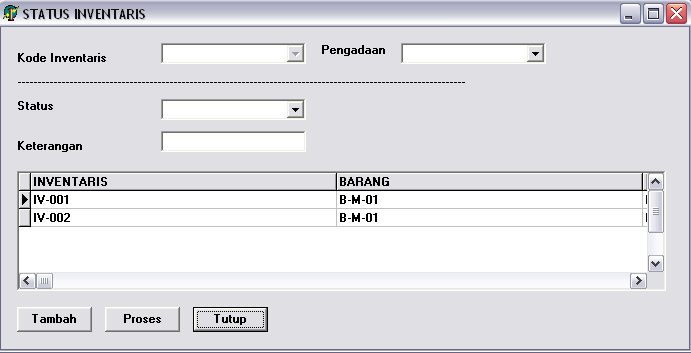 STATUS INVENTARIS
Kode Inventaris Pengadaan
Status
Keterangan
INVENTARIS BARANG
IV-001 B-M-01
IV-002 B-M-01
Tambah Proses Tutup